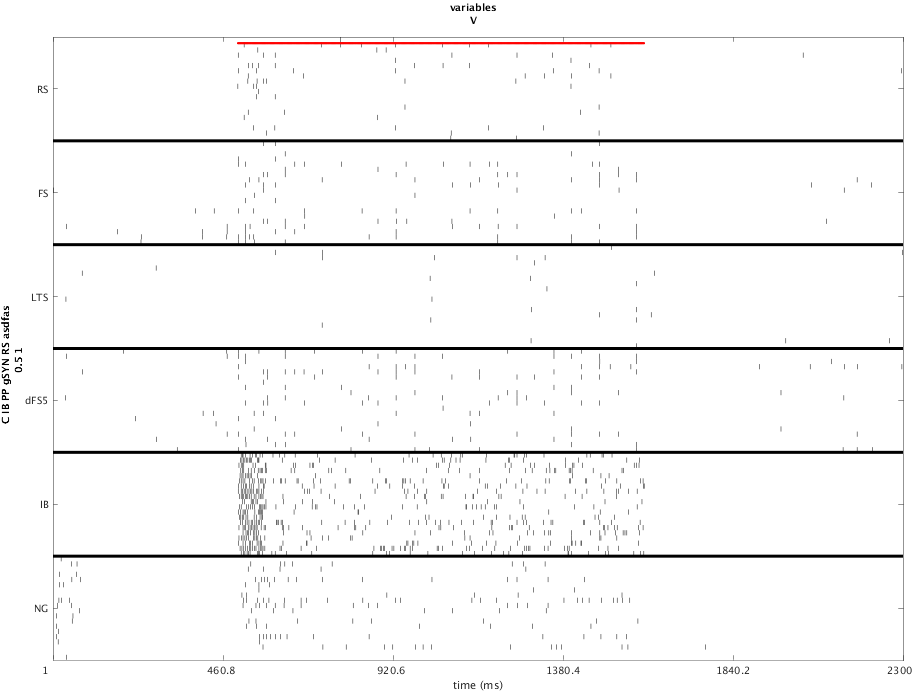 variables
V
RS
FS
LTS
dFS5
IB
NG
C IB PP gSYN RS asdfas
0.5 1
1
460.8
920.6
1380.4
1840.2
2300
time (ms)